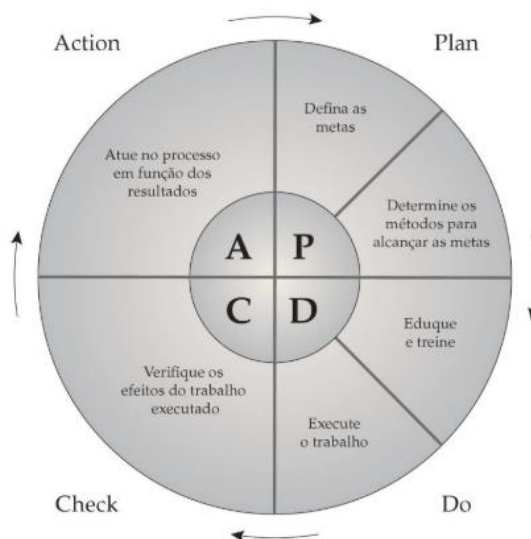 Action
Plan
Defina as
metas
Atue no processo
em função dos
resultados
Determine os
métodos para
alcançar as metas
A
P
C
D
Eduque
e treine
Verifique os
efeitos do trabalho
executado
Execute
o trabalho
Check
Do